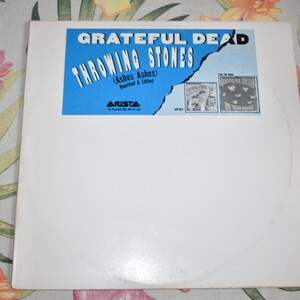 GRATEFUL DEAD
THROWING STONES
(Ashes Ashes)
Remixed & Edited
ARISTA